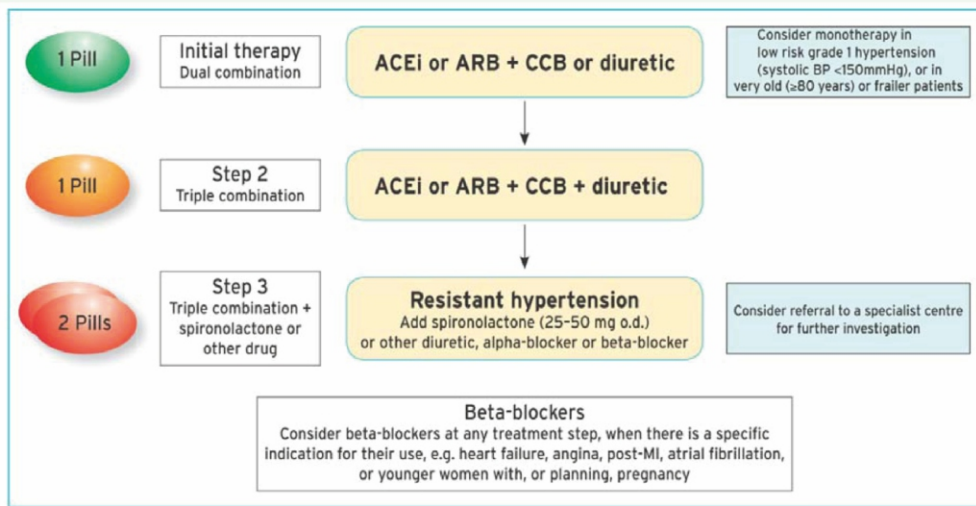 1 Pill
Initial therapy
Dual combination
ACEi or ARB + CCB or diuretic
Consider monotherapy in
low risk grade 1 hypertension
(systolic BP <150mmHg), or in
very old (≥80 years) or frailer patients
1 Pill
Step 2
Triple combination
ACEi or ARB + CCB + diuretic
2 Pills
Step 3
Triple combination +
spironolactone or
other drug
Resistant hypertension
Add spironolactone (25–50 mg o.d.)
or other diuretic, alpha-blocker or beta-blocker
Consider referral to a specialist centre
for further investigation
Beta-blockers
Consider beta-blockers at any treatment step, when there is a specific
indication for their use, e.g. heart failure, angina, post-MI, atrial fibrillation,
or younger women with, or planning, pregnancy